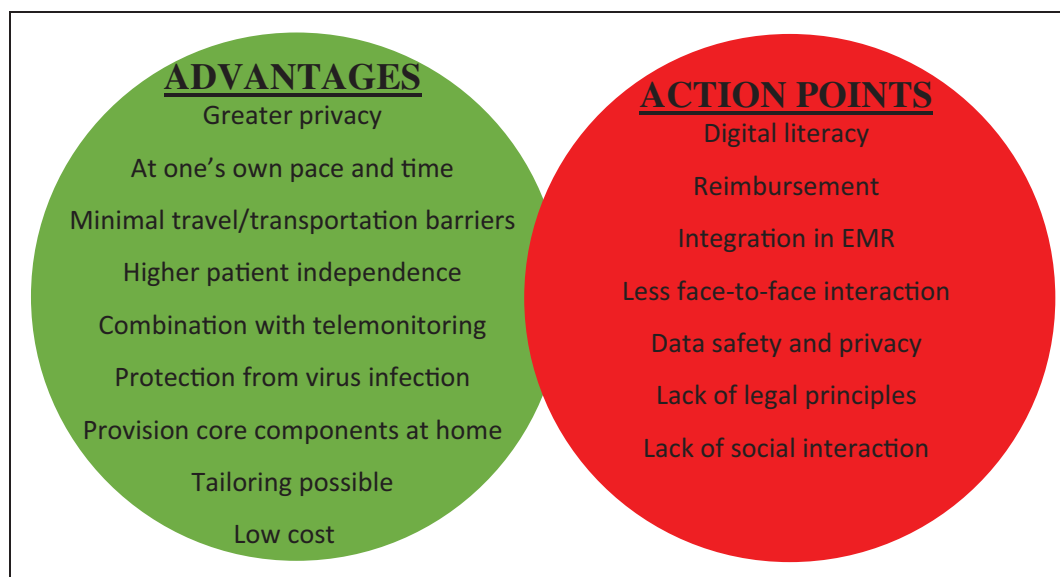 ADVANTAGES
Greater privacy
At one’s own pace and time
Minimal travel/transportation barriers
Higher patient independence
Combination with telemonitoring
Protection from virus infection
Provision core components at home
Tailoring possible
Low cost
ACTION POINTS
Digital literacy
Reimbursement
Integration in EMR
Less face-to-face interaction
Data safety and privacy
Lack of legal principles
Lack of social interaction